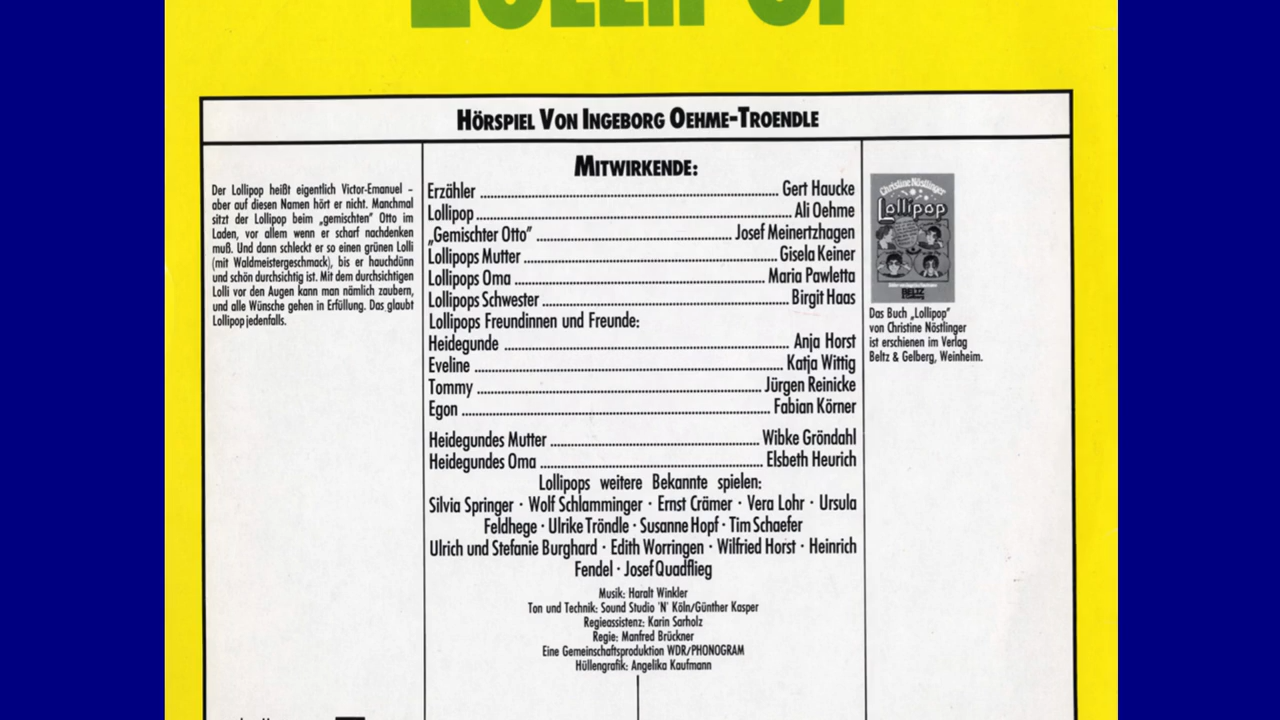 LOLLIPOP
HÖRSPIEL VON INGEBORG OEHME-TROENDLE
Der Lollipop heißt eigentlich Victor-Emanuel –
aber auf diesen Namen hört er nicht. Manchmal
sitzt der Lollipop beim „gemischten" Otto im
Laden, vor allem wenn er scharf nachdenken
muß. Und dann schleckt er so einen grünen Lolli
(mit Waldmeistergeschmack), bis er hauchdünn
und schön durchsichtig ist. Mit dem durchsichtigen
Lolli vor den Augen kann man nämlich zaubern,
und alle Wünsche gehen in Erfüllung. Das glaubt
Lollipop jedenfalls.
MITWIRKENDE:
Erzähler ........ Gert Haucke
Lollipop ........ Ali Oehme
„Gemischter Otto" ........ Josef Meinertzhagen
Lollipops Mutter ........ Gisela Keiner
Lollipops Oma ........ Maria Pawletta
Lollipops Schwester ........ Birgit Haas
Lollipops Freundinnen und Freunde:
Heidegunde ........ Anja Horst
Eveline ........ Katja Wittig
Tommy ........ Jürgen Reinicke
Egon ........ Fabian Körner
Heidegundes Mutter ........ Wibke Gröndahl
Heidegundes Oma ........ Elsbeth Heurich
Lollipops weitere Bekannte spielen:
Silvia Springer · Wolf Schlamminger · Ernst Crämer · Vera Lohr · Ursula
Feldhege · Ulrike Tröndle · Susanne Hopf · Tim Schaefer
Ulrich und Stefanie Burghard · Edith Worringen · Wilfried Horst · Heinrich
Fendel · Josef Quadflieg
Musik: Haralt Winkler
Ton und Technik: Sound Studio 'N' Köln/Günther Kasper
Regieassistenz: Karin Sarholz
Regie: Manfred Brückner
Eine Gemeinschaftsproduktion WDR/PHONOGRAM
Hüllengrafik: Angelika Kaufmann
Christine Nöstlinger
Lollipop
BELTZ
Das Buch „Lollipop"
von Christine Nöstlinger
ist erschienen im Verlag
Beltz & Gelberg, Weinheim.